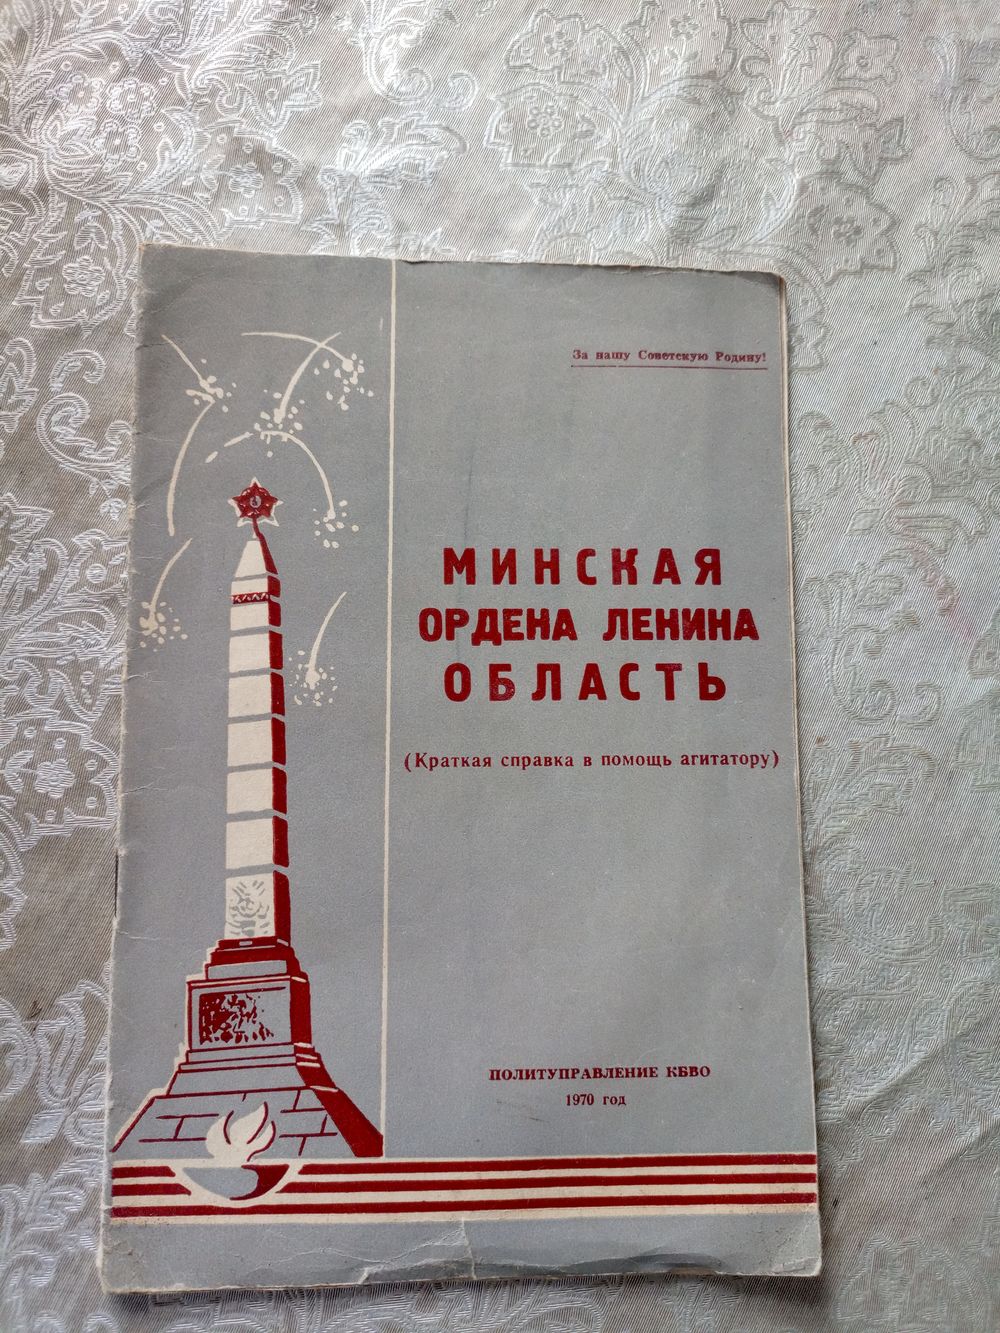 За нашу Советскую Родину!
МИНСКАЯ
ОРДЕНА ЛЕНИНА
ОБЛАСТЬ
(Краткая справка в помощь агитатору)
ПОЛИТУПРАВЛЕНИЕ КБВО
1970 год